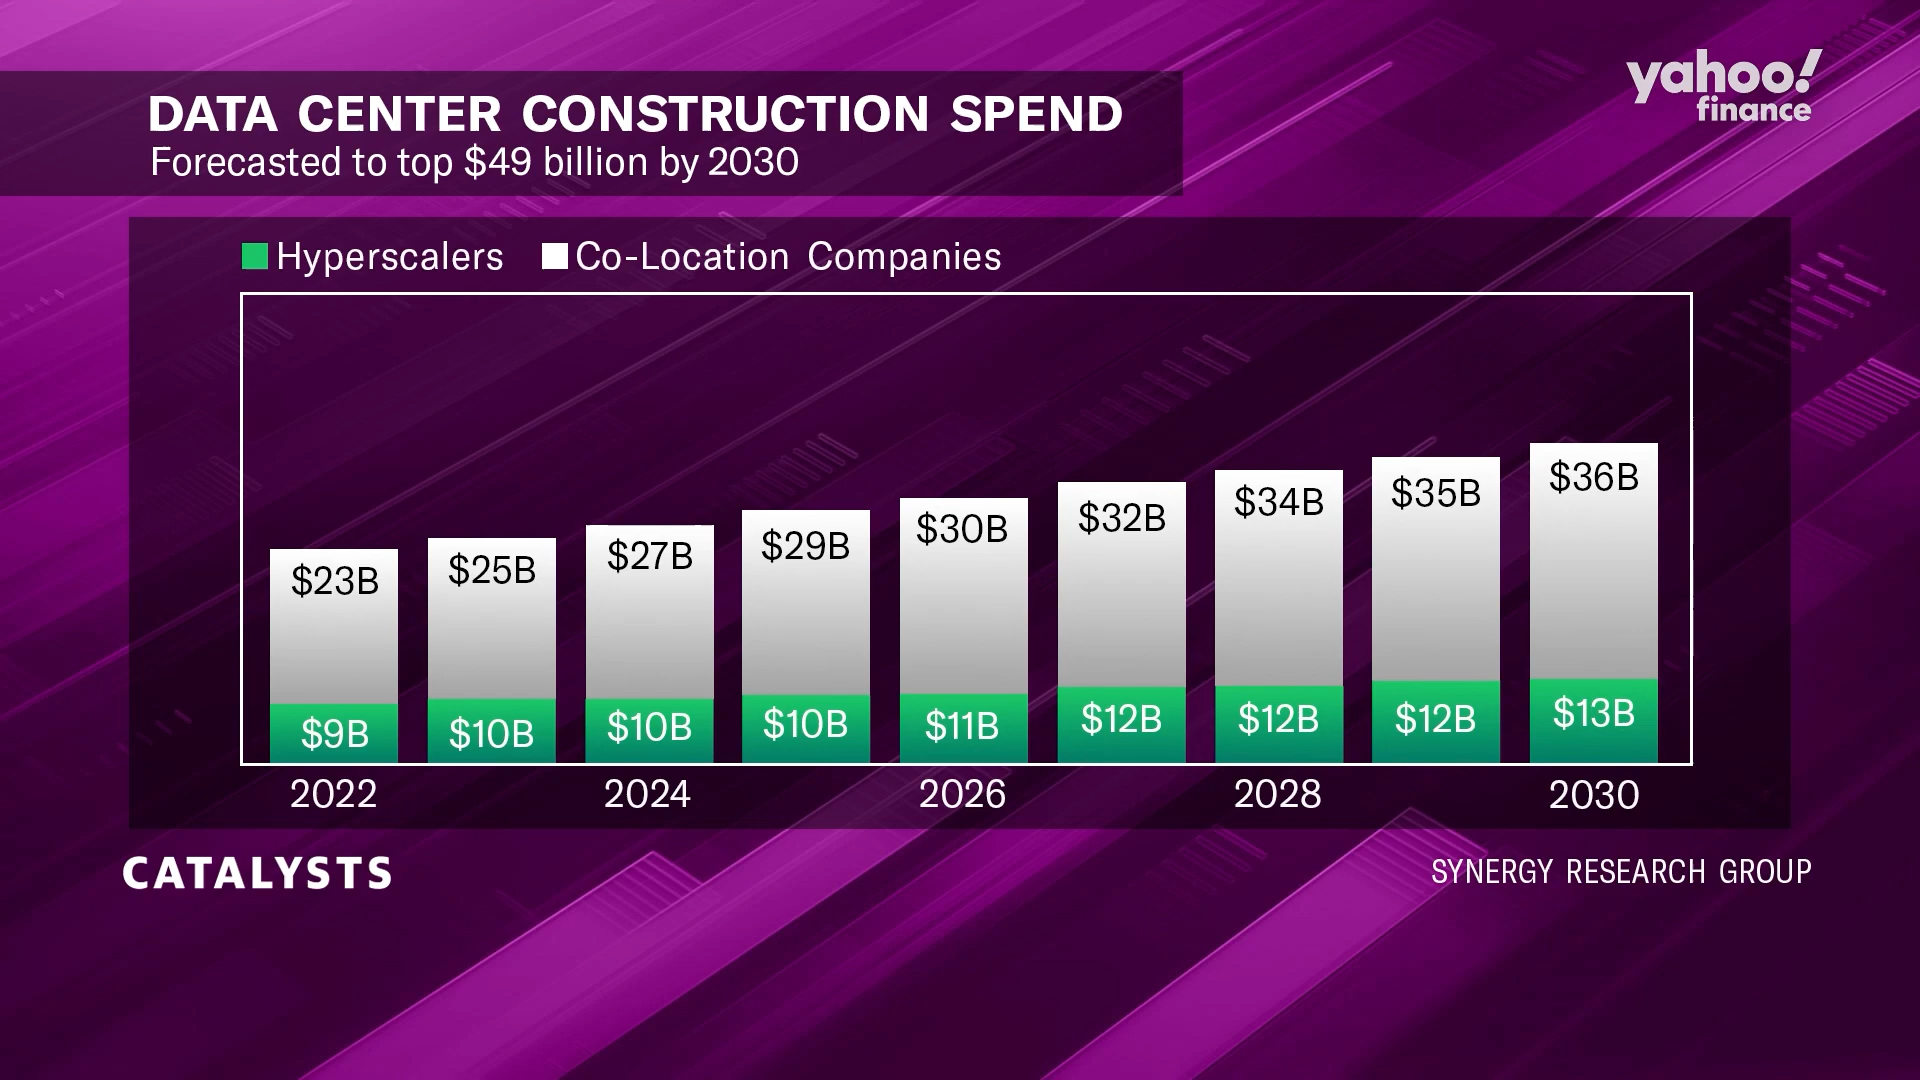 yahoo!
finance
DATA CENTER CONSTRUCTION SPEND
Forecasted to top $49 billion by 2030
Hyperscalers Co-Location Companies
$23B $25B $27B $29B $30B $32B $34B $35B $36B
$9B $10B $10B $10B $11B $12B $12B $12B $13B
2022 2024 2026 2028 2030
CATALYSTS
SYNERGY RESEARCH GROUP